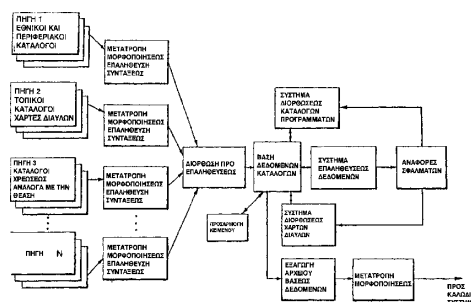 ΠΗΓΗ 1
ΕΘΝΙΚΟΙ ΚΑΙ
ΠΕΡΙΦΕΡΙΑΚΟΙ
ΚΑΤΑΛΟΓΟΙ
ΜΕΤΑΤΡΟΠΗ
ΜΟΡΦΟΠΟΙΗΣΕΩΣ
ΕΠΑΛΗΘΕΥΣΗ
ΣΥΝΤΑΞΕΩΣ
ΠΗΓΗ 2
ΤΟΠΙΚΟΙ
ΚΑΤΑΛΟΓΟΙ
ΧΑΡΤΕΣ ΔΙΑΥΛΩΝ
ΜΕΤΑΤΡΟΠΗ
ΜΟΡΦΟΠΟΙΗΣΕΩΣ
ΕΠΑΛΗΘΕΥΣΗ
ΣΥΝΤΑΞΕΩΣ
ΠΗΓΗ 3
ΚΑΤΑΛΟΓΟΙ
ΧΡΕΩΣΕΩΣ
ΑΝΑΛΟΓΑ ΜΕ ΤΗΝ
ΘΕΑΣΗ
ΜΕΤΑΤΡΟΠΗ
ΜΟΡΦΟΠΟΙΗΣΕΩΣ
ΕΠΑΛΗΘΕΥΣΗ
ΣΥΝΤΑΞΕΩΣ
ΠΗΓΗ N
ΜΕΤΑΤΡΟΠΗ
ΜΟΡΦΟΠΟΙΗΣΕΩΣ
ΕΠΑΛΗΘΕΥΣΗ
ΣΥΝΤΑΞΕΩΣ
ΔΙΟΡΘΩΣΗ ΠΡΟ
ΕΠΑΛΗΘΕΥΣΕΩΣ
ΠΡΟΣΑΡΜΟΓΗ
ΚΕΙΜΕΝΟΥ
ΒΑΣΗ
ΔΕΔΟΜΕΝΩΝ
ΚΑΤΑΛΟΓΩΝ
ΣΥΣΤΗΜΑ
ΔΙΟΡΘΩΣΕΩΣ
ΚΑΤΑΛΟΓΩΝ
ΠΡΟΓΡΑΜΜΑΤΩΝ
ΣΥΣΤΗΜΑ
ΕΠΑΛΗΘΕΥΣΕΩΣ
ΔΕΔΟΜΕΝΩΝ
ΑΝΑΦΟΡΕΣ
ΣΦΑΛΜΑΤΩΝ
ΣΥΣΤΗΜΑ
ΔΙΟΡΘΩΣΕΩΣ
ΧΑΡΤΩΝ
ΔΙΑΥΛΩΝ
ΕΞΑΓΩΓΗ
ΑΡΧΕΙΟΥ
ΒΑΣΕΩΣ
ΔΕΔΟΜΕΝΩΝ
ΜΕΤΑΤΡΟΠΗ
ΜΟΡΦΟΠΟΙΗΣΕΩΣ
ΠΡΟΣ